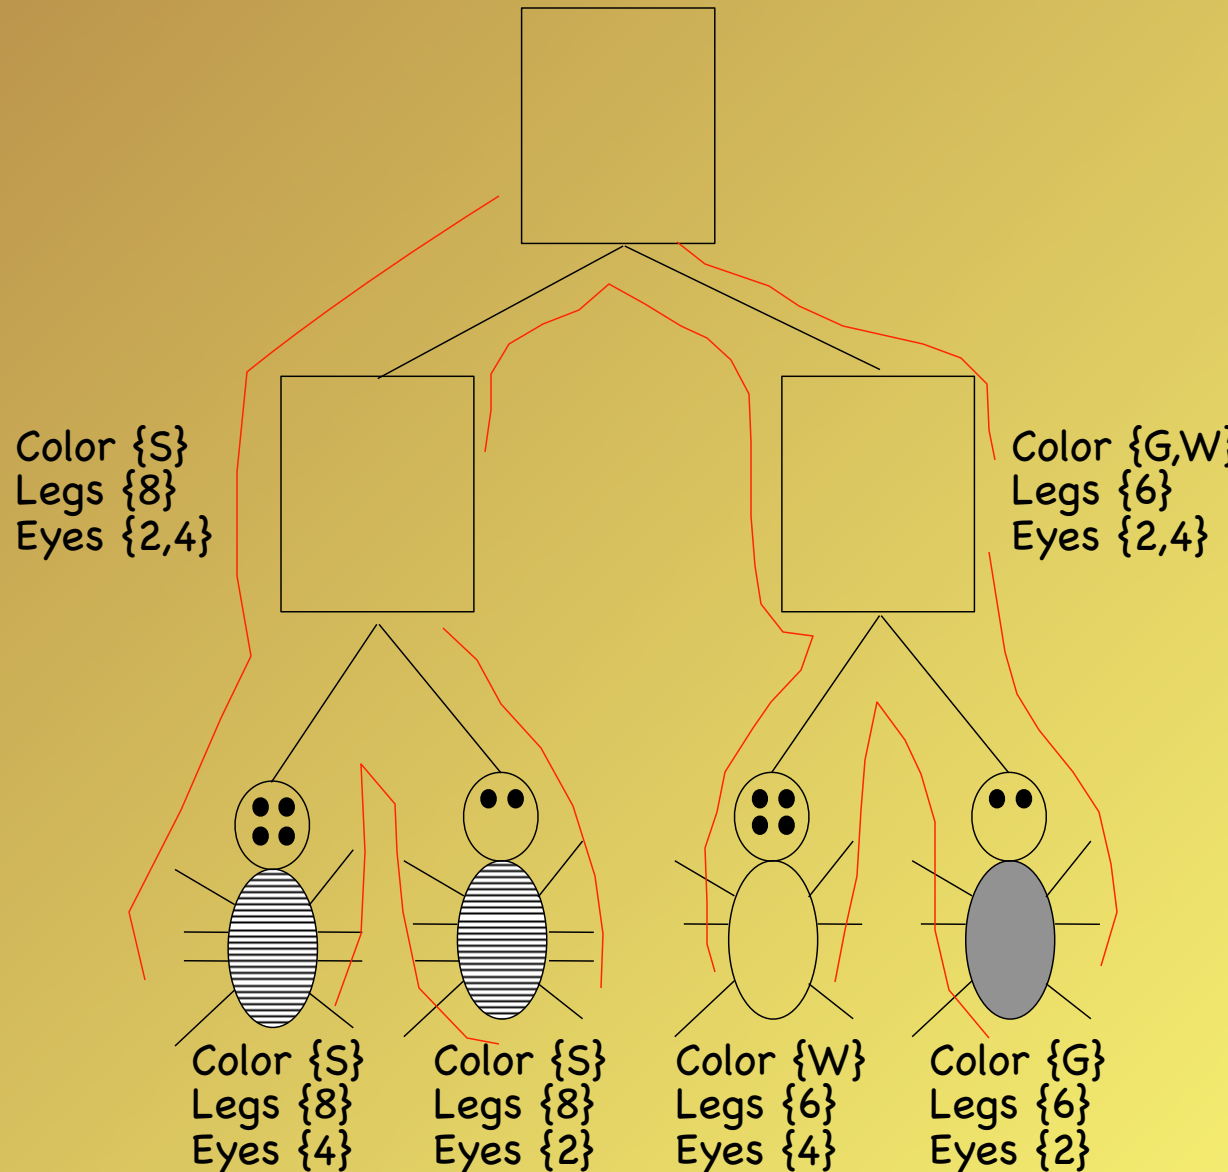 Color {S}
Legs {8}
Eyes {2,4}
Color {G,W}
Legs {6}
Eyes {2,4}
Color {S}
Legs {8}
Eyes {4}
Color {S}
Legs {8}
Eyes {2}
Color {W}
Legs {6}
Eyes {4}
Color {G}
Legs {6}
Eyes {2}